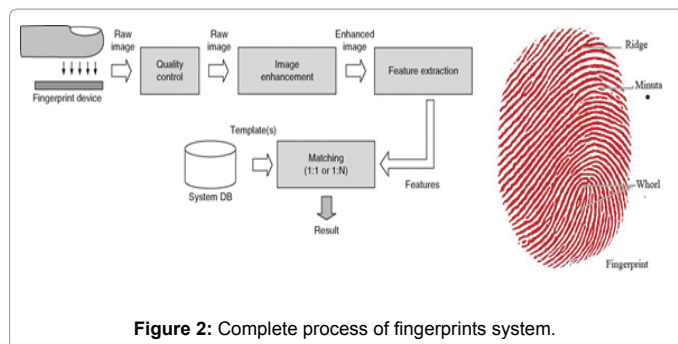 Raw
image
Raw
image
Enhanced
image
Quality
control
Image
enhancement
Feature extraction
Fingerprint device
Template(s)
Matching
(1:1 or 1:N)
System DB
Features
Result
Ridge
Minuta
Whorl
Fingerprint
Figure 2: Complete process of fingerprints system.